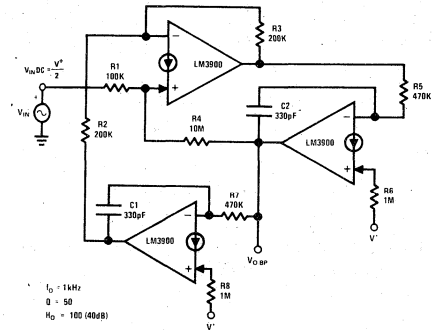 R3
200K
−
LM3900
+
V_IN DC = V⁺/2
R1
100K
+
V_IN
R2
200K
R4
10M
C2
330pF
R5
470K
−
LM3900
+
R6
1M
V⁺
C1
330pF
R7
470K
−
LM3900
+
R8
1M
V⁺
V_O BP
f_O = 1kHz
Q = 50
H_O = 100 (40dB)